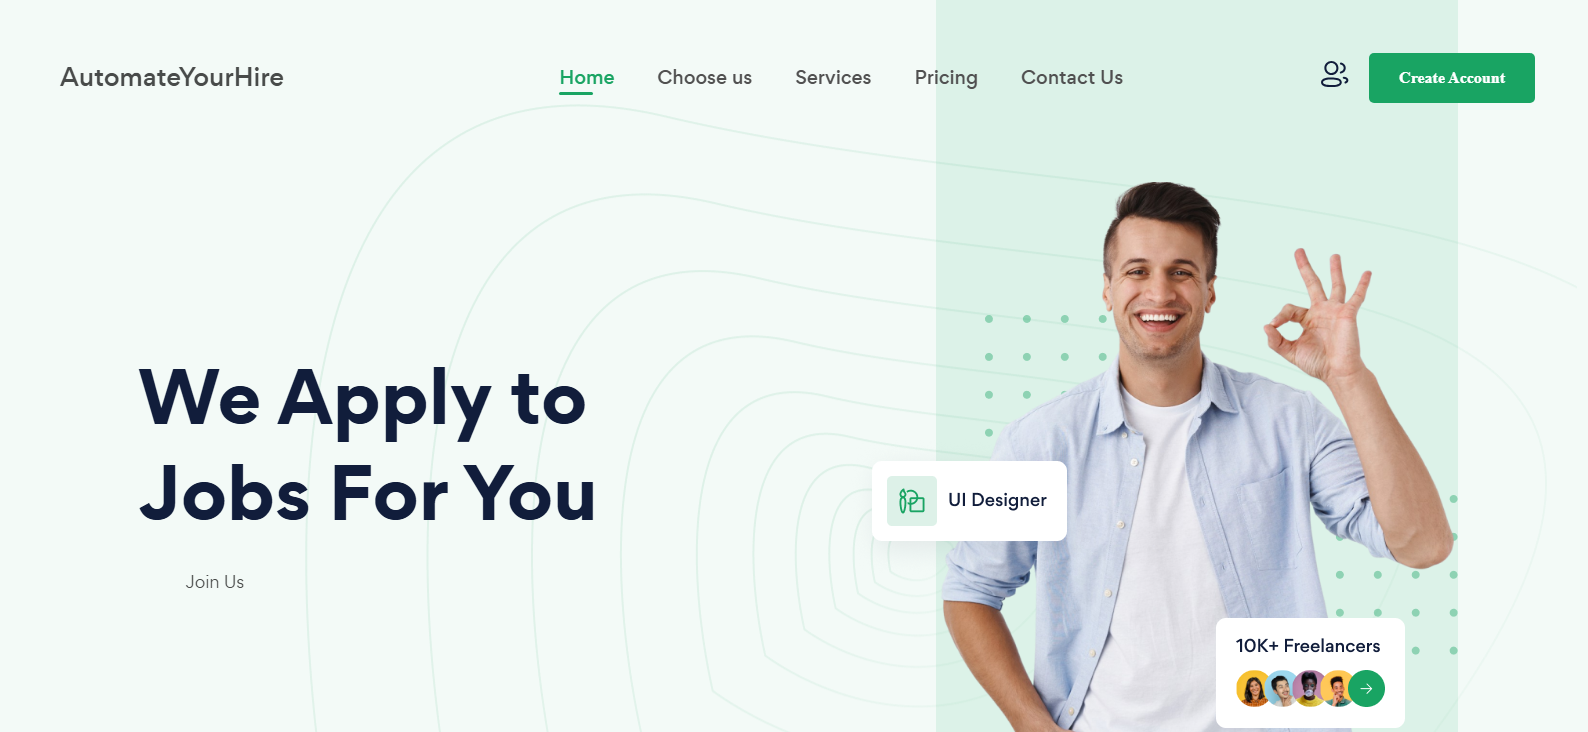 AutomateYourHire
Home
Choose us
Services
Pricing
Contact Us
Create Account
We Apply to
Jobs For You
Join Us
UI Designer
10K+ Freelancers